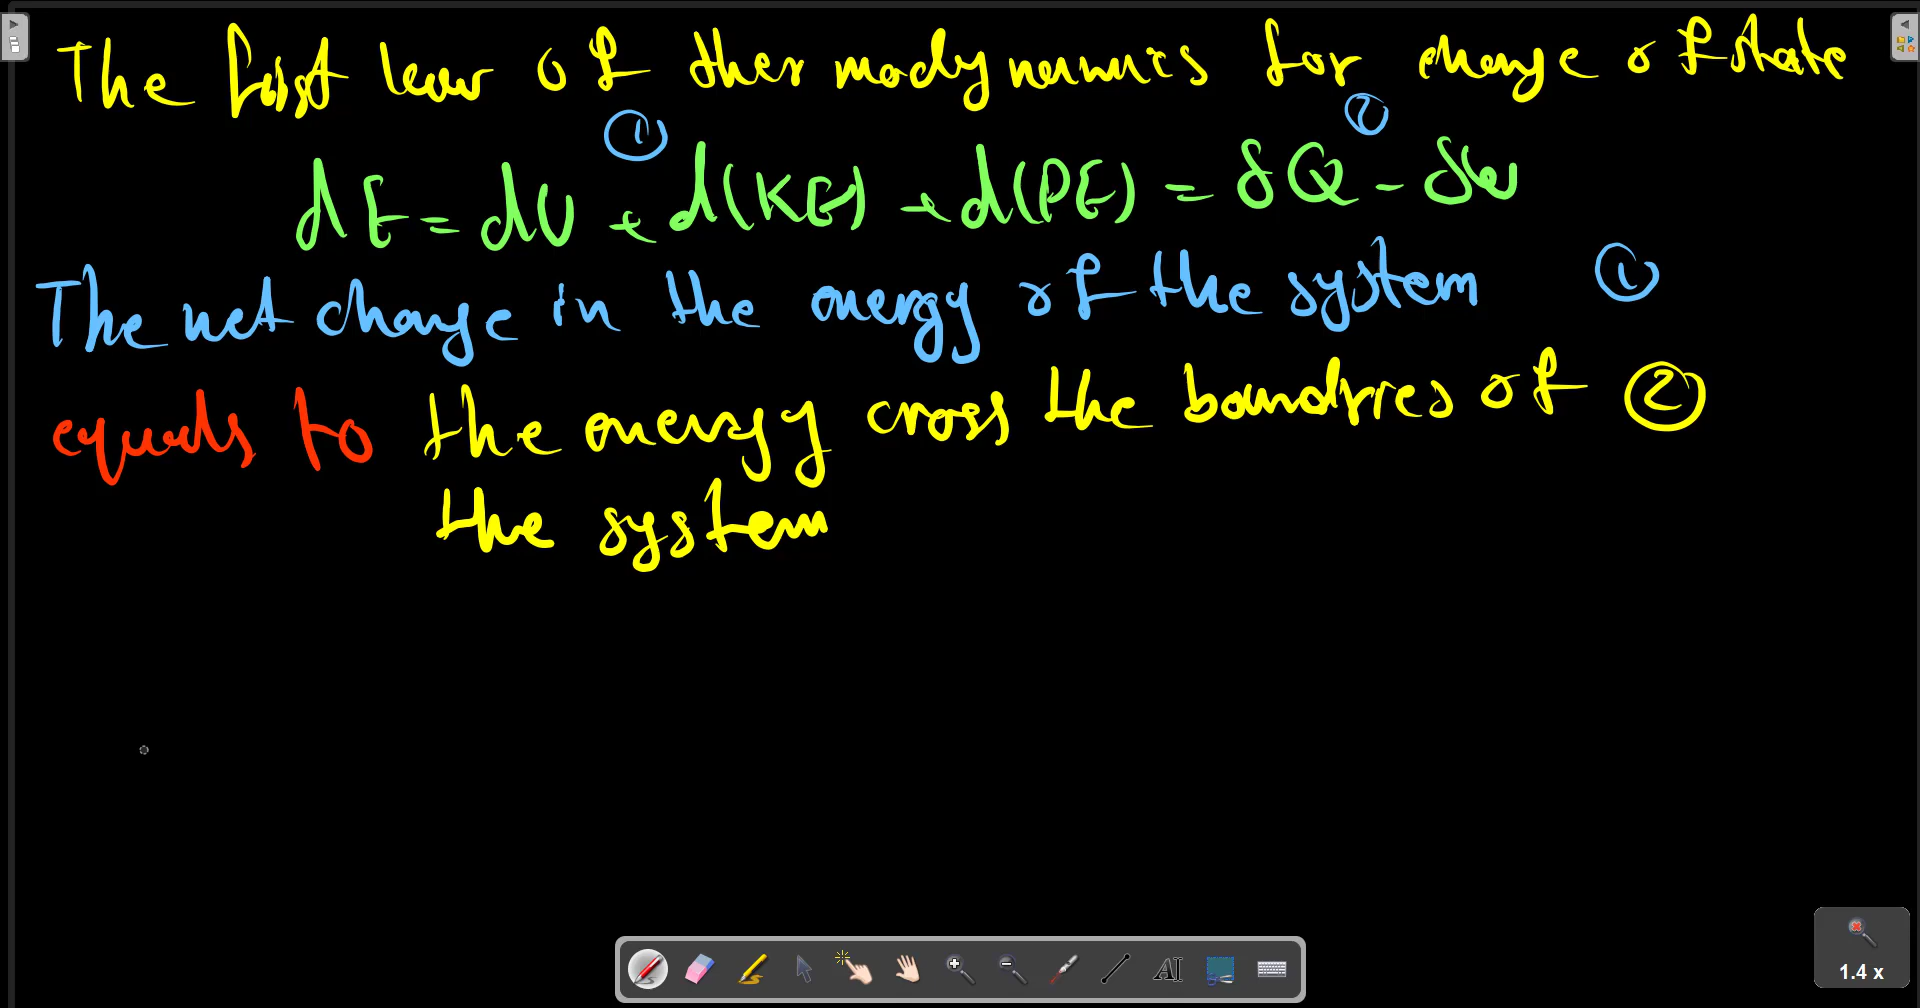 The first law of thermodynamics for change of state
① ②
dE = dU + d(KE) + d(PE) = δQ - δW
The net change in the energy of the system ①
equals to the energy cross the boundries of ②
the system
AI
1.4 x